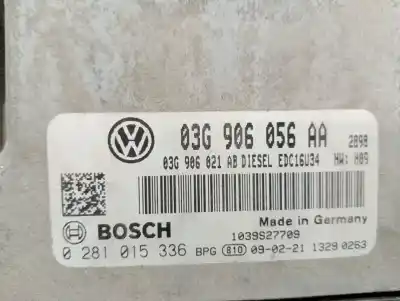 03G 906 056 AA 2898
03G 906 021 AB DIESEL EDC16U34 HW: H09
Made in Germany
BOSCH 1039S27709
0 281 015 336 BPG 810 09-02-21 1329 0263